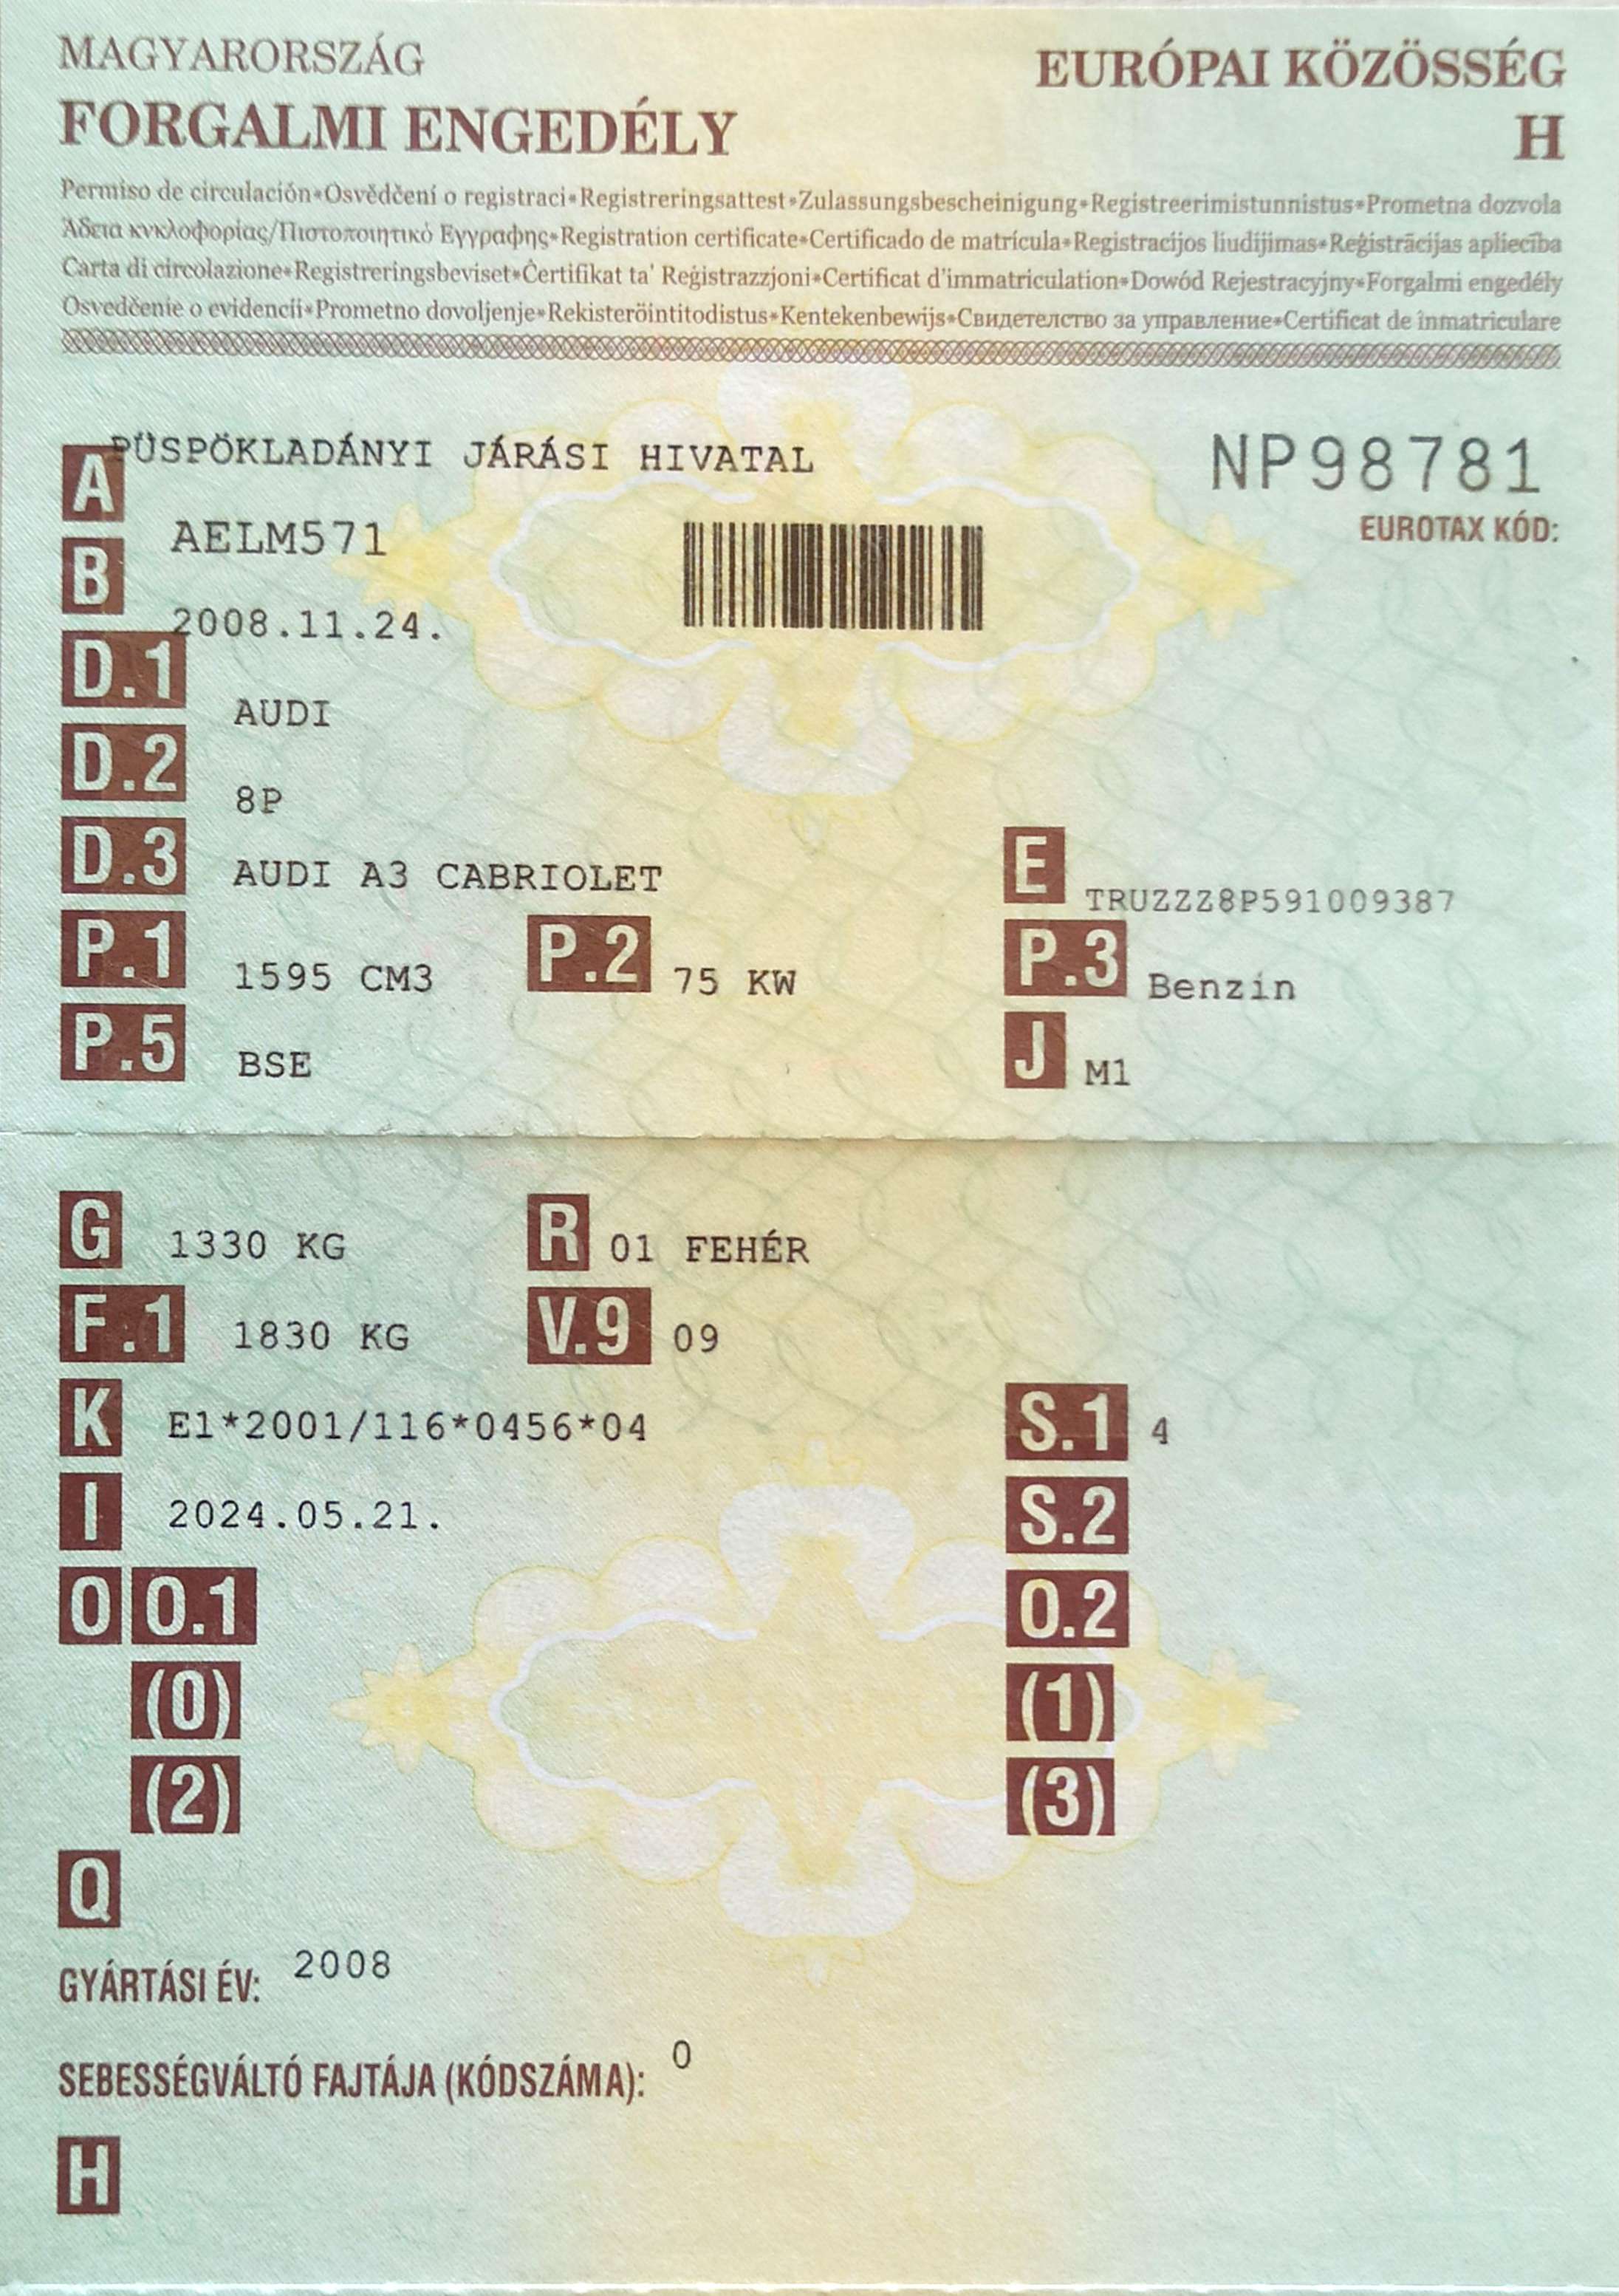 MAGYARORSZÁG
EURÓPAI KÖZÖSSÉG
FORGALMI ENGEDÉLY
H
Permiso de circulación•Osvědčení o registraci•Registreringsattest•Zulassungsbescheinigung•Registreerimistunnistus•Prometna dozvola
Άδεια κυκλοφορίας/Πιστοποιητικό Εγγραφης•Registration certificate•Certificado de matrícula•Registracijos liudijimas•Reģistrācijas apliecība
Carta di circolazione•Registreringsbeviset•Ċertifikat ta' Reġistrazzjoni•Certificat d'immatriculation•Dowód Rejestracyjny•Forgalmi engedély
Osvedčenie o evidencii•Prometno dovoljenje•Rekisteröintitodistus•Kentekenbewijs•Свидетелство за управление•Certificat de înmatriculare
PÜSPÖKLADÁNYI JÁRÁSI HIVATAL
NP98781
A AELM571
EUROTAX KÓD:
B 2008.11.24.
D.1 AUDI
D.2 8P
D.3 AUDI A3 CABRIOLET
E TRUZZZ8P591009387
P.1 1595 CM3 P.2 75 KW P.3 Benzin
P.5 BSE J M1
G 1330 KG R 01 FEHÉR
F.1 1830 KG V.9 09
K E1*2001/116*0456*04 S.1 4
I 2024.05.21. S.2
O O.1 O.2
(0) (1)
(2) (3)
Q
GYÁRTÁSI ÉV: 2008
SEBESSÉGVÁLTÓ FAJTÁJA (KÓDSZÁMA): 0
H